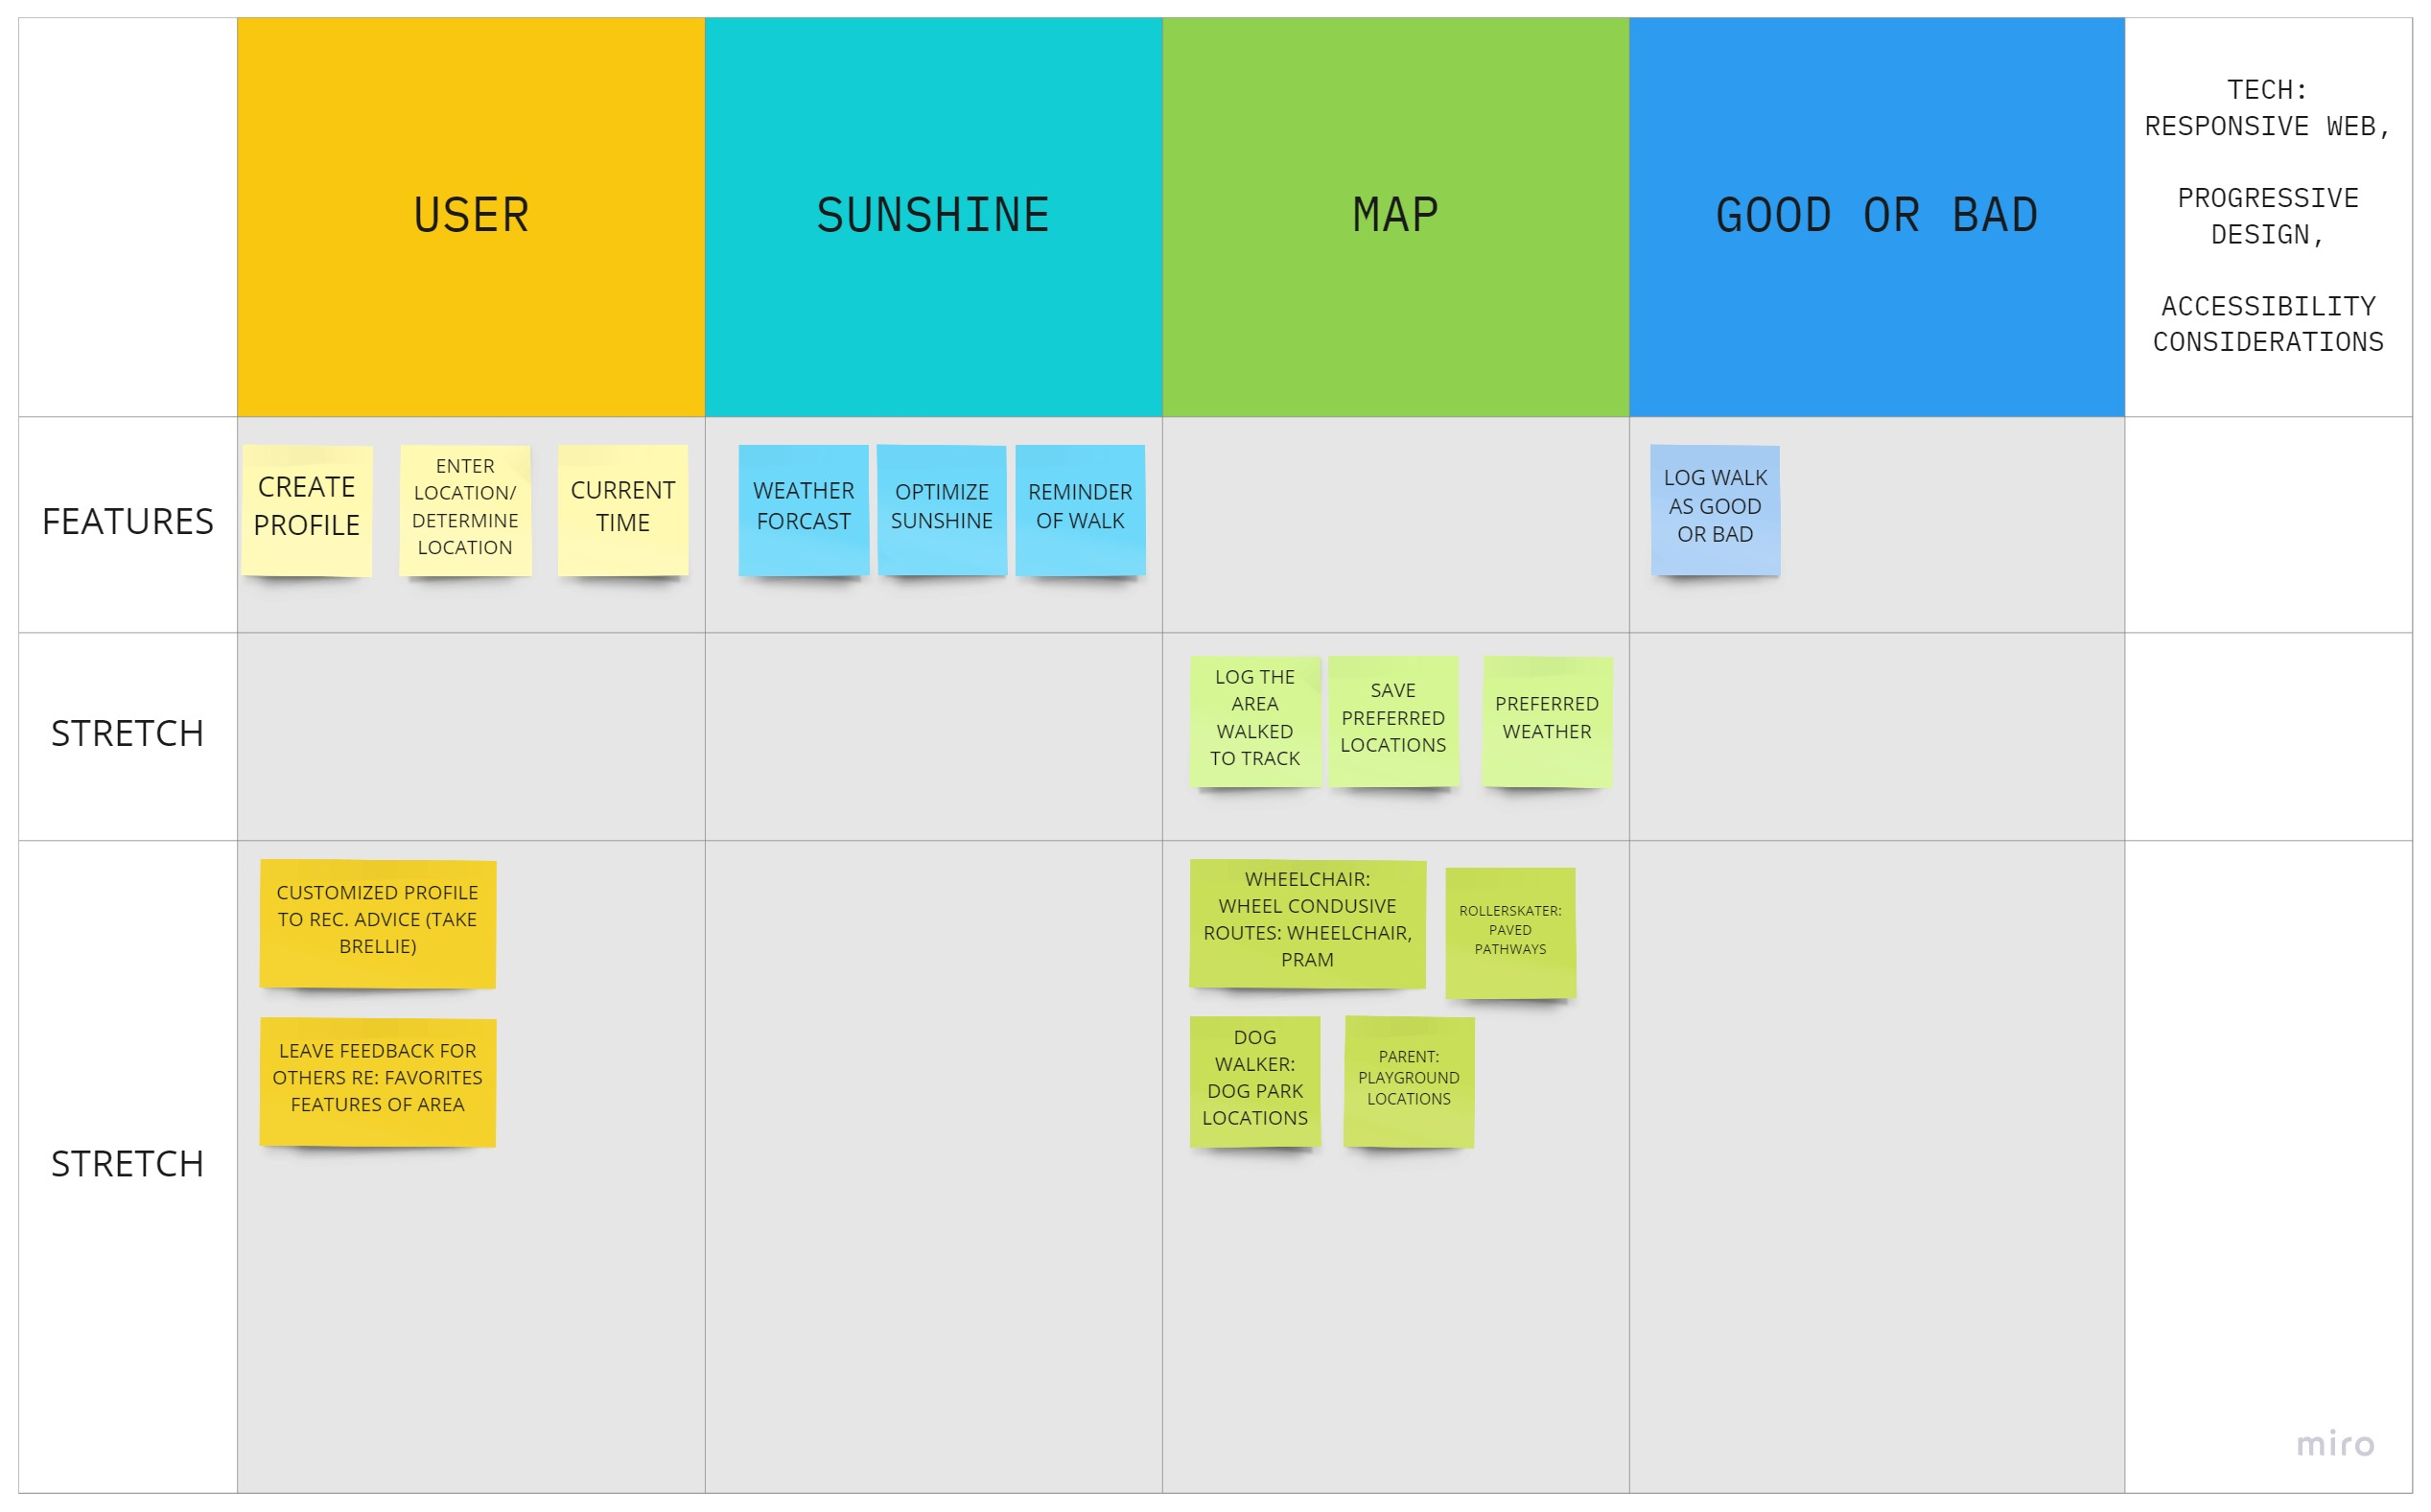 USER
SUNSHINE
MAP
GOOD OR BAD
TECH:
RESPONSIVE WEB,
PROGRESSIVE
DESIGN,
ACCESSIBILITY
CONSIDERATIONS
FEATURES
CREATE
PROFILE
ENTER
LOCATION/
DETERMINE
LOCATION
CURRENT
TIME
WEATHER
FORCAST
OPTIMIZE
SUNSHINE
REMINDER
OF WALK
LOG WALK
AS GOOD
OR BAD
STRETCH
LOG THE
AREA
WALKED
TO TRACK
SAVE
PREFERRED
LOCATIONS
PREFERRED
WEATHER
STRETCH
CUSTOMIZED PROFILE
TO REC. ADVICE (TAKE
BRELLIE)
LEAVE FEEDBACK FOR
OTHERS RE: FAVORITES
FEATURES OF AREA
WHEELCHAIR:
WHEEL CONDUSIVE
ROUTES: WHEELCHAIR,
PRAM
ROLLERSKATER:
PAVED
PATHWAYS
DOG
WALKER:
DOG PARK
LOCATIONS
PARENT:
PLAYGROUND
LOCATIONS
miro